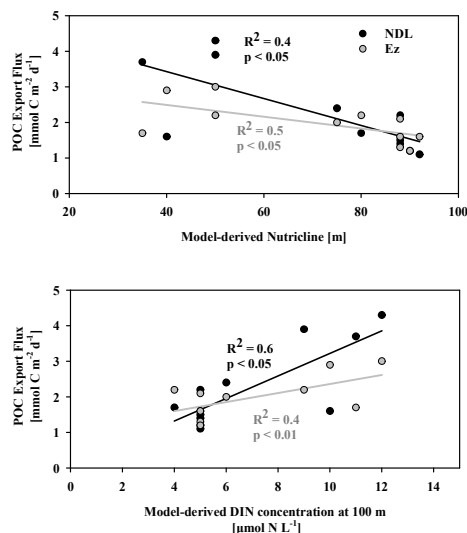 5
NDL
Ez
R² = 0.4
p < 0.05
4
3
R² = 0.5
p < 0.05
2
1
0
POC Export Flux
[mmol C m⁻² d⁻¹]
20 40 60 80 100
Model-derived Nutricline [m]
5
4
R² = 0.6
p < 0.05
3
2
R² = 0.4
p < 0.01
1
0
POC Export Flux
[mmol C m⁻² d⁻¹]
0 2 4 6 8 10 12 14
Model-derived DIN concentration at 100 m
[µmol N L⁻¹]